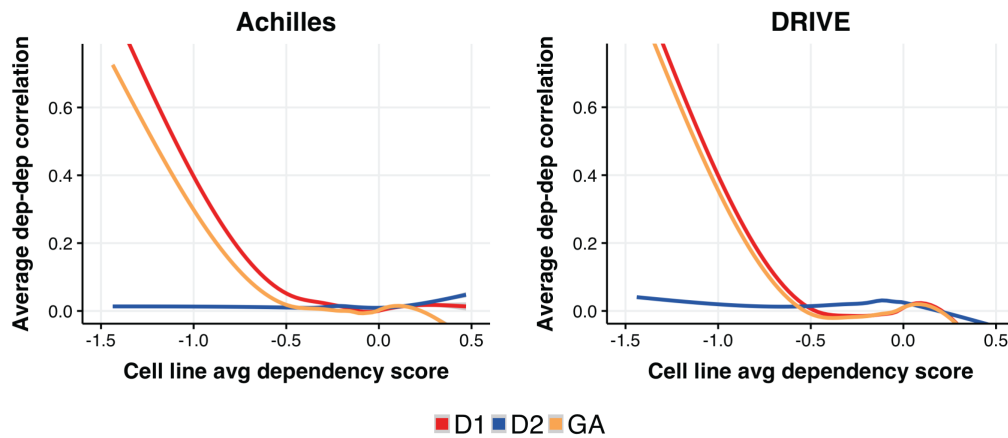 Achilles
Average dep-dep correlation
0.6
0.4
0.2
0.0
-1.5 -1.0 -0.5 0.0 0.5
Cell line avg dependency score
DRIVE
Average dep-dep correlation
0.6
0.4
0.2
0.0
-1.5 -1.0 -0.5 0.0 0.5
Cell line avg dependency score
D1 D2 GA